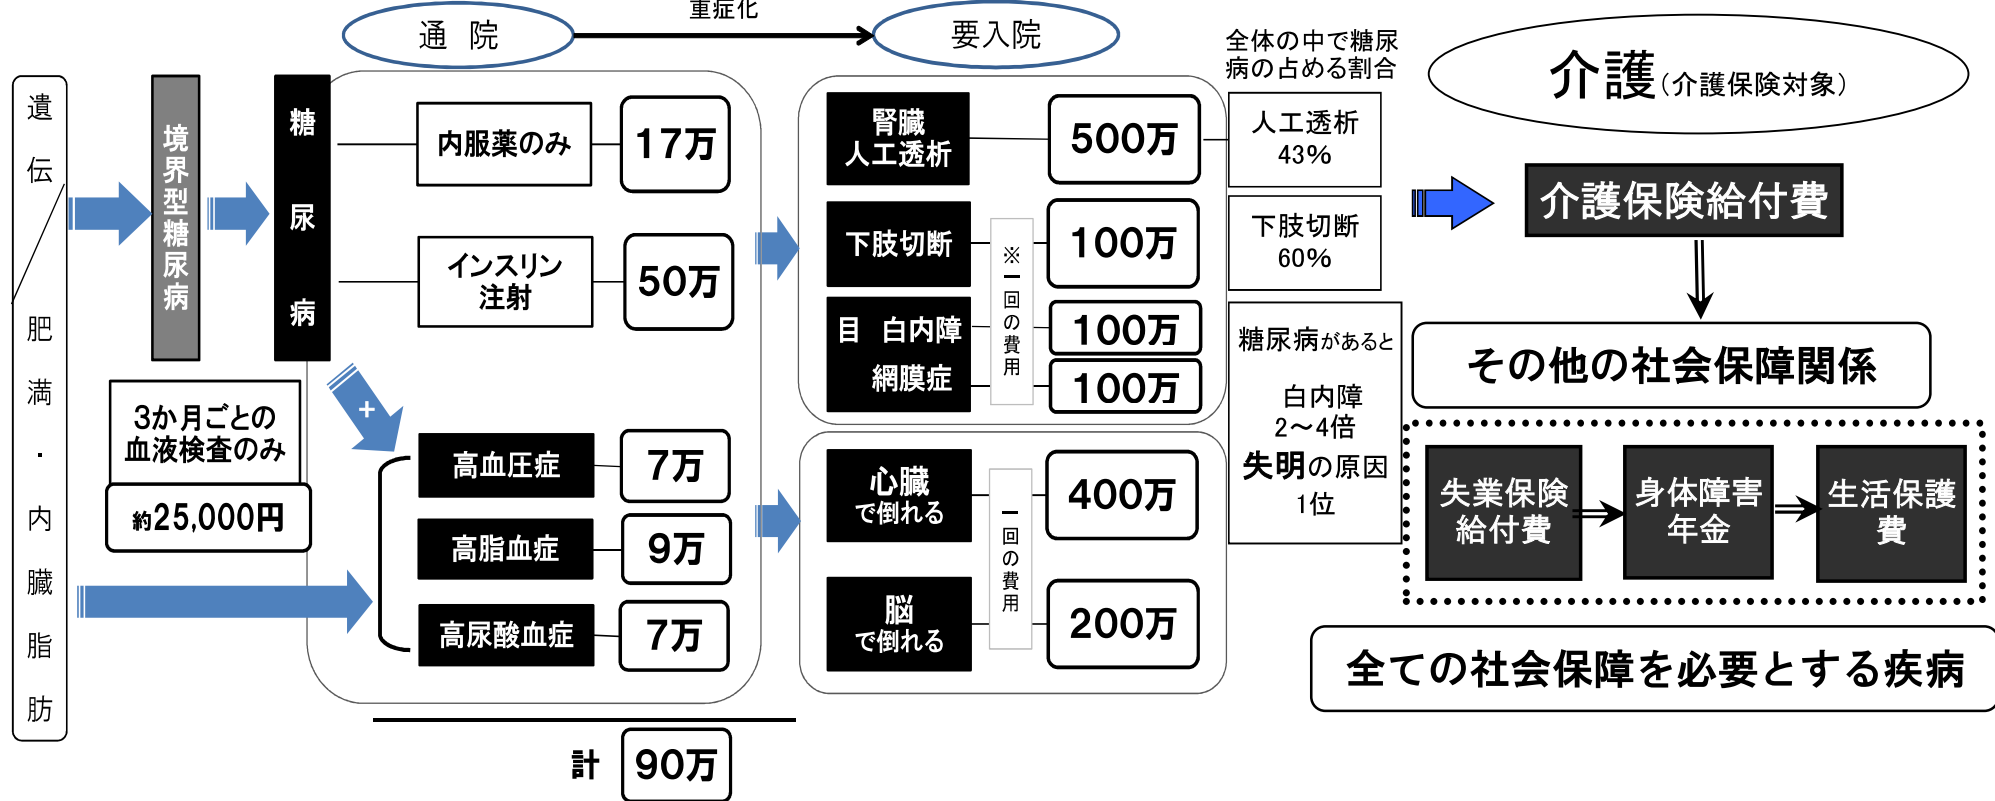 通　院
重症化
要入院
遺伝／肥満・内臓脂肪
境界型糖尿病
3か月ごとの
血液検査のみ
約25,000円
糖尿病
内服薬のみ
17万
インスリン
注射
50万
+
高血圧症
7万
高脂血症
9万
高尿酸血症
7万
計
90万
腎臓
人工透析
500万
下肢切断
100万
目　白内障
100万
網膜症
100万
※一回の費用
心臓
で倒れる
400万
脳
で倒れる
200万
一回の費用
全体の中で糖尿
病の占める割合
人工透析
43%
下肢切断
60%
糖尿病があると
白内障
2～4倍
失明の原因
1位
介護(介護保険対象)
介護保険給付費
その他の社会保障関係
失業保険
給付費
身体障害
年金
生活保護
費
全ての社会保障を必要とする疾病